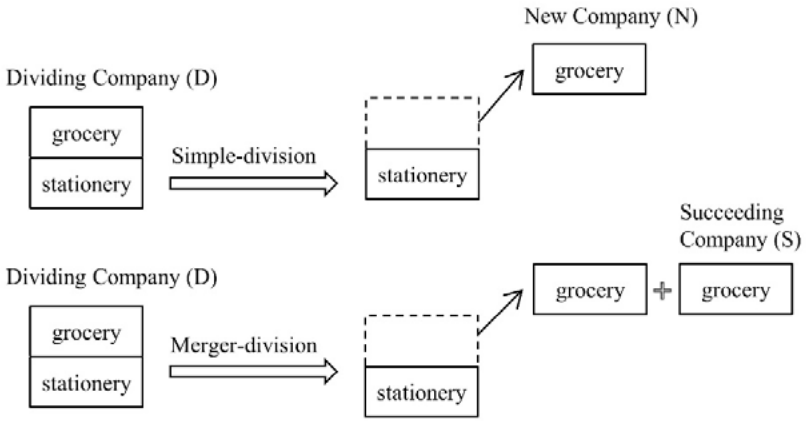 New Company (N)
grocery
Dividing Company (D)
grocery
stationery
Simple-division
stationery
Succeeding
Company (S)
Dividing Company (D)
grocery
stationery
Merger-division
stationery
grocery
grocery